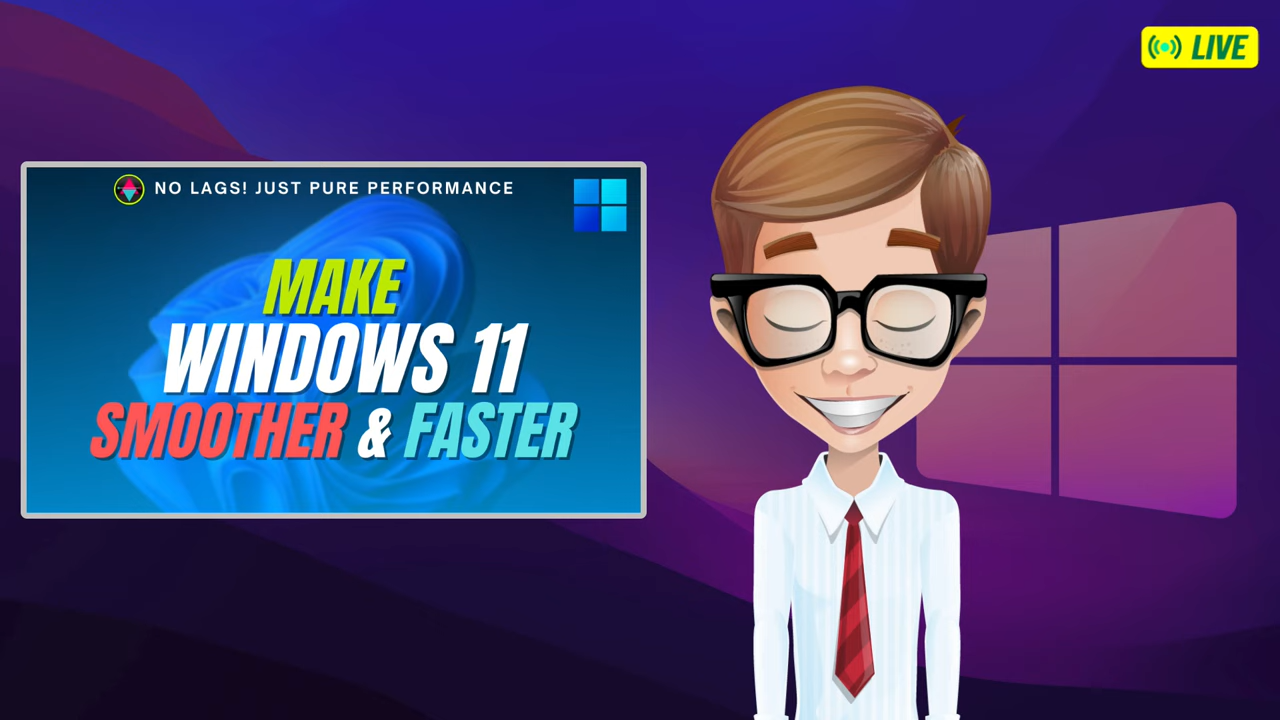 LIVE
NO LAGS! JUST PURE PERFORMANCE
MAKE
WINDOWS 11
SMOOTHER & FASTER